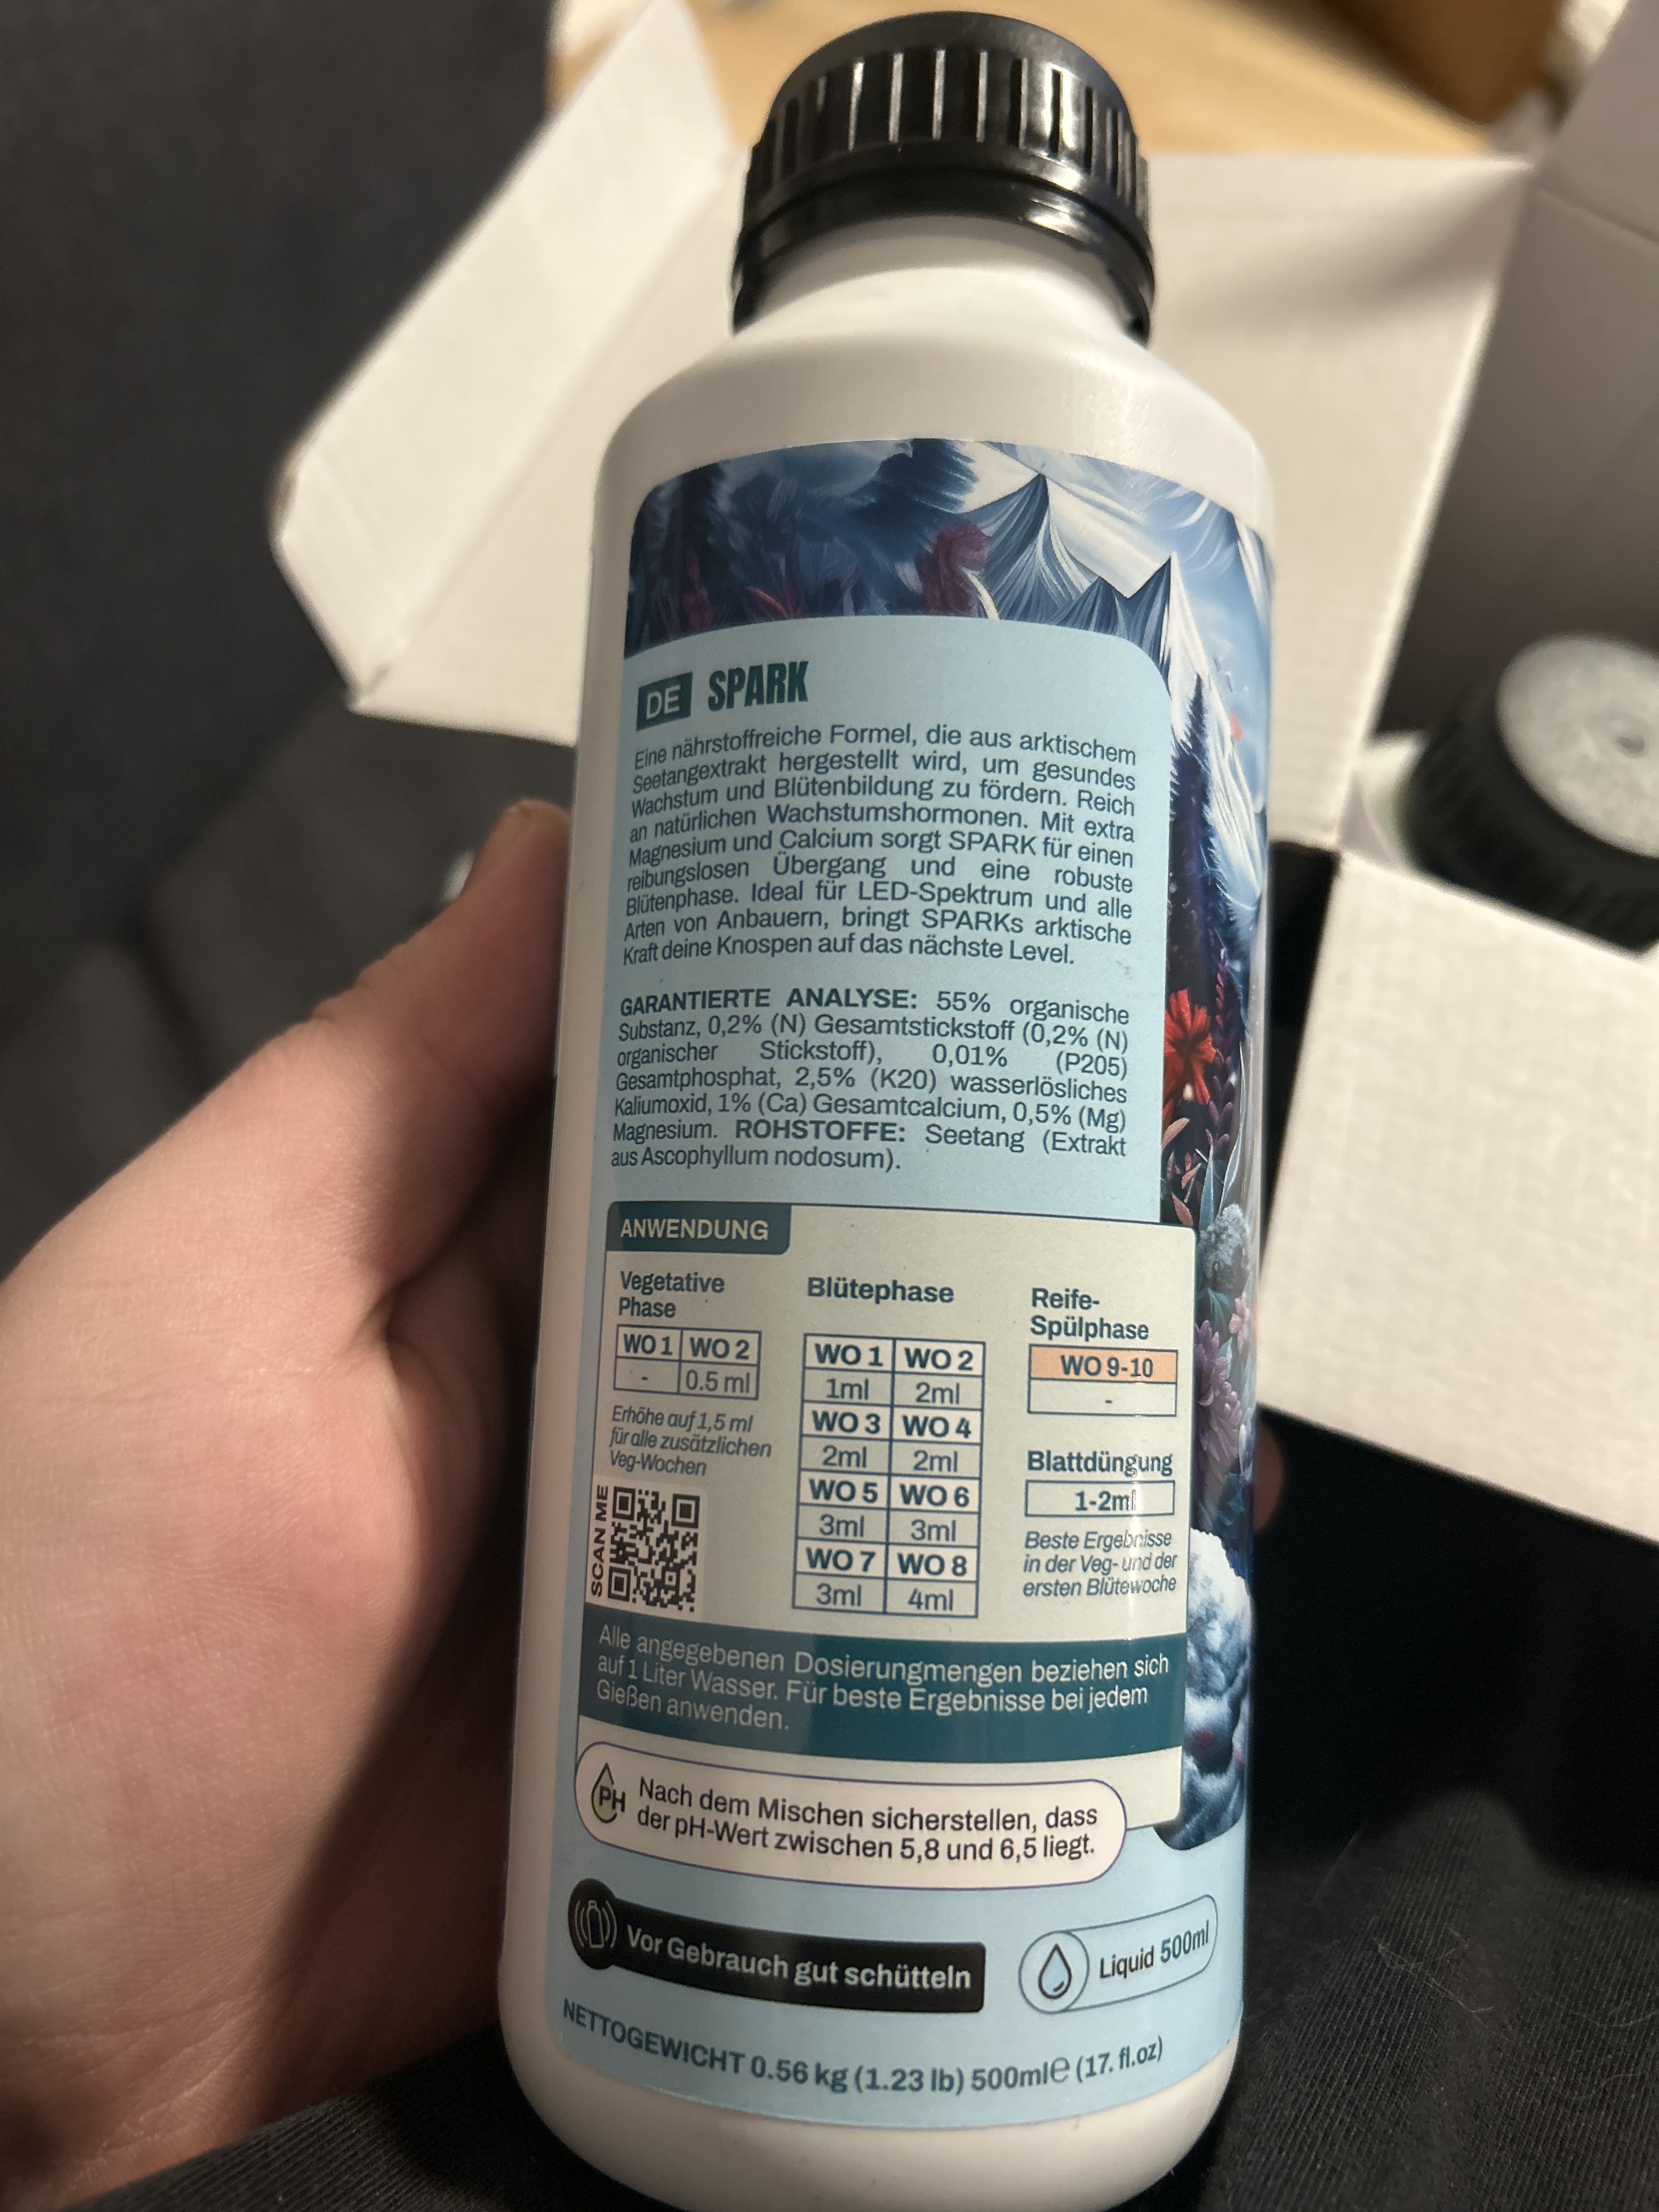 DE SPARK
Eine nährstoffreiche Formel, die aus arktischem
Seetangextrakt hergestellt wird, um gesundes
Wachstum und Blütenbildung zu fördern. Reich
an natürlichen Wachstumshormonen. Mit extra
Magnesium und Calcium sorgt SPARK für einen
reibungslosen Übergang und eine robuste
Blütenphase. Ideal für LED-Spektrum und alle
Arten von Anbauern, bringt SPARKs arktische
Kraft deine Knospen auf das nächste Level.
GARANTIERTE ANALYSE: 55% organische
Substanz, 0,2% (N) Gesamtstickstoff (0,2% (N)
organischer Stickstoff), 0,01% (P205)
Gesamtphosphat, 2,5% (K20) wasserlösliches
Kaliumoxid, 1% (Ca) Gesamtcalcium, 0,5% (Mg)
Magnesium. ROHSTOFFE: Seetang (Extrakt
aus Ascophyllum nodosum).
ANWENDUNG
Vegetative
Phase
WO 1 WO 2
- 0.5 ml
Erhöhe auf 1,5 ml
für alle zusätzlichen
Veg-Wochen
SCAN ME
Blütephase
WO 1 WO 2
1ml 2ml
WO 3 WO 4
2ml 2ml
WO 5 WO 6
3ml 3ml
WO 7 WO 8
3ml 4ml
Reife-
Spülphase
WO 9-10
-
Blattdüngung
1-2ml
Beste Ergebnisse
in der Veg- und der
ersten Blütewoche
Alle angegebenen Dosierungmengen beziehen sich
auf 1 Liter Wasser. Für beste Ergebnisse bei jedem
Gießen anwenden.
PH
Nach dem Mischen sicherstellen, dass
der pH-Wert zwischen 5,8 und 6,5 liegt.
Vor Gebrauch gut schütteln
Liquid 500ml
NETTOGEWICHT 0.56 kg (1.23 lb) 500ml℮ (17. fl.oz)